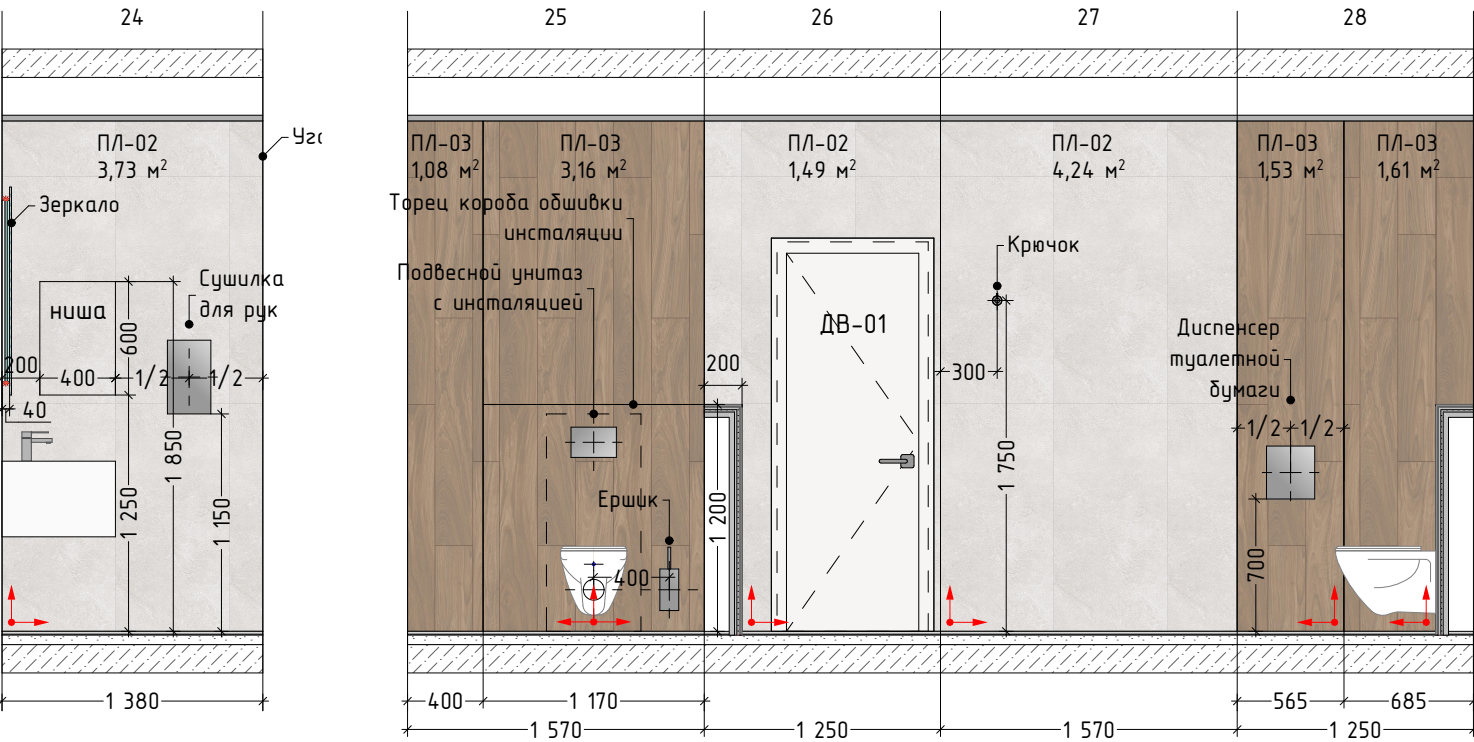 24
25
26
27
28
ПЛ-02
3,73 м²
Зеркало
ниша
Сушилка
для рук
200
400
1/2
1/2
600
40
1 850
1 250
1 150
1 380
ПЛ-03
1,08 м²
ПЛ-03
3,16 м²
Торец короба обшивки
инсталяции
Подвесной унитаз
с инсталяцией
Ершик
400
400
1 170
1 570
ПЛ-02
1,49 м²
200
1 200
ДВ-01
1 250
ПЛ-02
4,24 м²
Крючок
300
1 750
1 570
ПЛ-03
1,53 м²
ПЛ-03
1,61 м²
Диспенсер
туалетной
бумаги
1/2
1/2
700
565
685
1 250